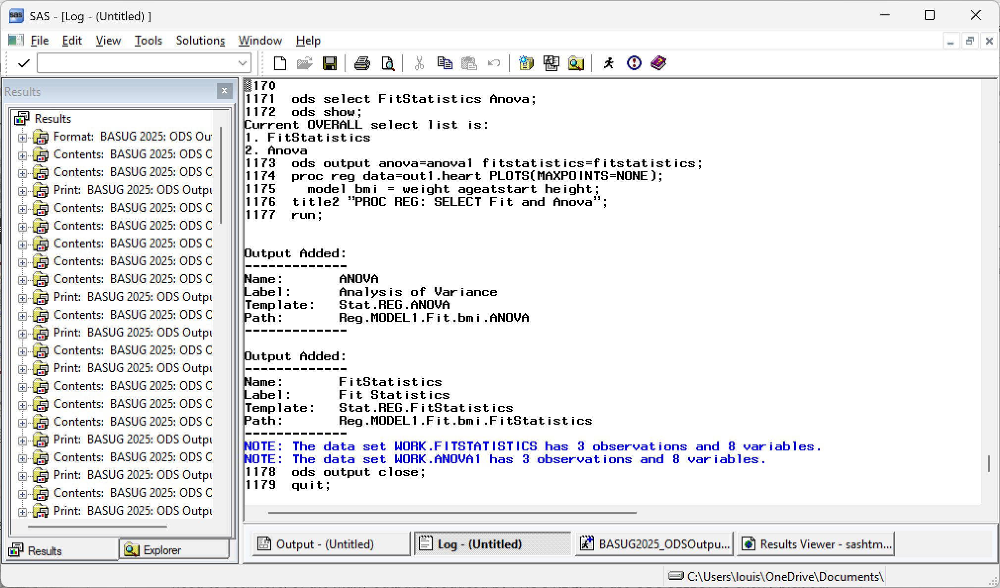 SAS - [Log - (Untitled) ]
File Edit View Tools Solutions Window Help
Results
Results
Format: BASUG 2025: ODS Out
Contents: BASUG 2025: ODS O
Contents: BASUG 2025: ODS O
Print: BASUG 2025: ODS Outpu
Contents: BASUG 2025: ODS O
Contents: BASUG 2025: ODS O
Contents: BASUG 2025: ODS O
Contents: BASUG 2025: ODS O
Contents: BASUG 2025: ODS O
Print: BASUG 2025: ODS Outpu
Contents: BASUG 2025: ODS O
Print: BASUG 2025: ODS Outpu
Contents: BASUG 2025: ODS O
Print: BASUG 2025: ODS Outpu
Contents: BASUG 2025: ODS O
Contents: BASUG 2025: ODS O
Contents: BASUG 2025: ODS O
Print: BASUG 2025: ODS Outpu
Contents: BASUG 2025: ODS O
Print: BASUG 2025: ODS Outpu
Contents: BASUG 2025: ODS O
Print: BASUG 2025: ODS Outpu
Results Explorer
170
1171 ods select FitStatistics Anova;
1172 ods show;
Current OVERALL select list is:
1. FitStatistics
2. Anova
1173 ods output anova=anova1 fitstatistics=fitstatistics;
1174 proc reg data=out1.heart PLOTS(MAXPOINTS=NONE);
1175 model bmi = weight ageatstart height;
1176 title2 "PROC REG: SELECT Fit and Anova";
1177 run;
Output Added:
-------------
Name: ANOVA
Label: Analysis of Variance
Template: Stat.REG.ANOVA
Path: Reg.MODEL1.Fit.bmi.ANOVA
-------------
Output Added:
-------------
Name: FitStatistics
Label: Fit Statistics
Template: Stat.REG.FitStatistics
Path: Reg.MODEL1.Fit.bmi.FitStatistics
-------------
NOTE: The data set WORK.FITSTATISTICS has 3 observations and 8 variables.
NOTE: The data set WORK.ANOVA1 has 3 observations and 8 variables.
1178 ods output close;
1179 quit;
Output - (Untitled) Log - (Untitled) BASUG2025_ODSOutpu... Results Viewer - sashtm...
C:\Users\louis\OneDrive\Documents\